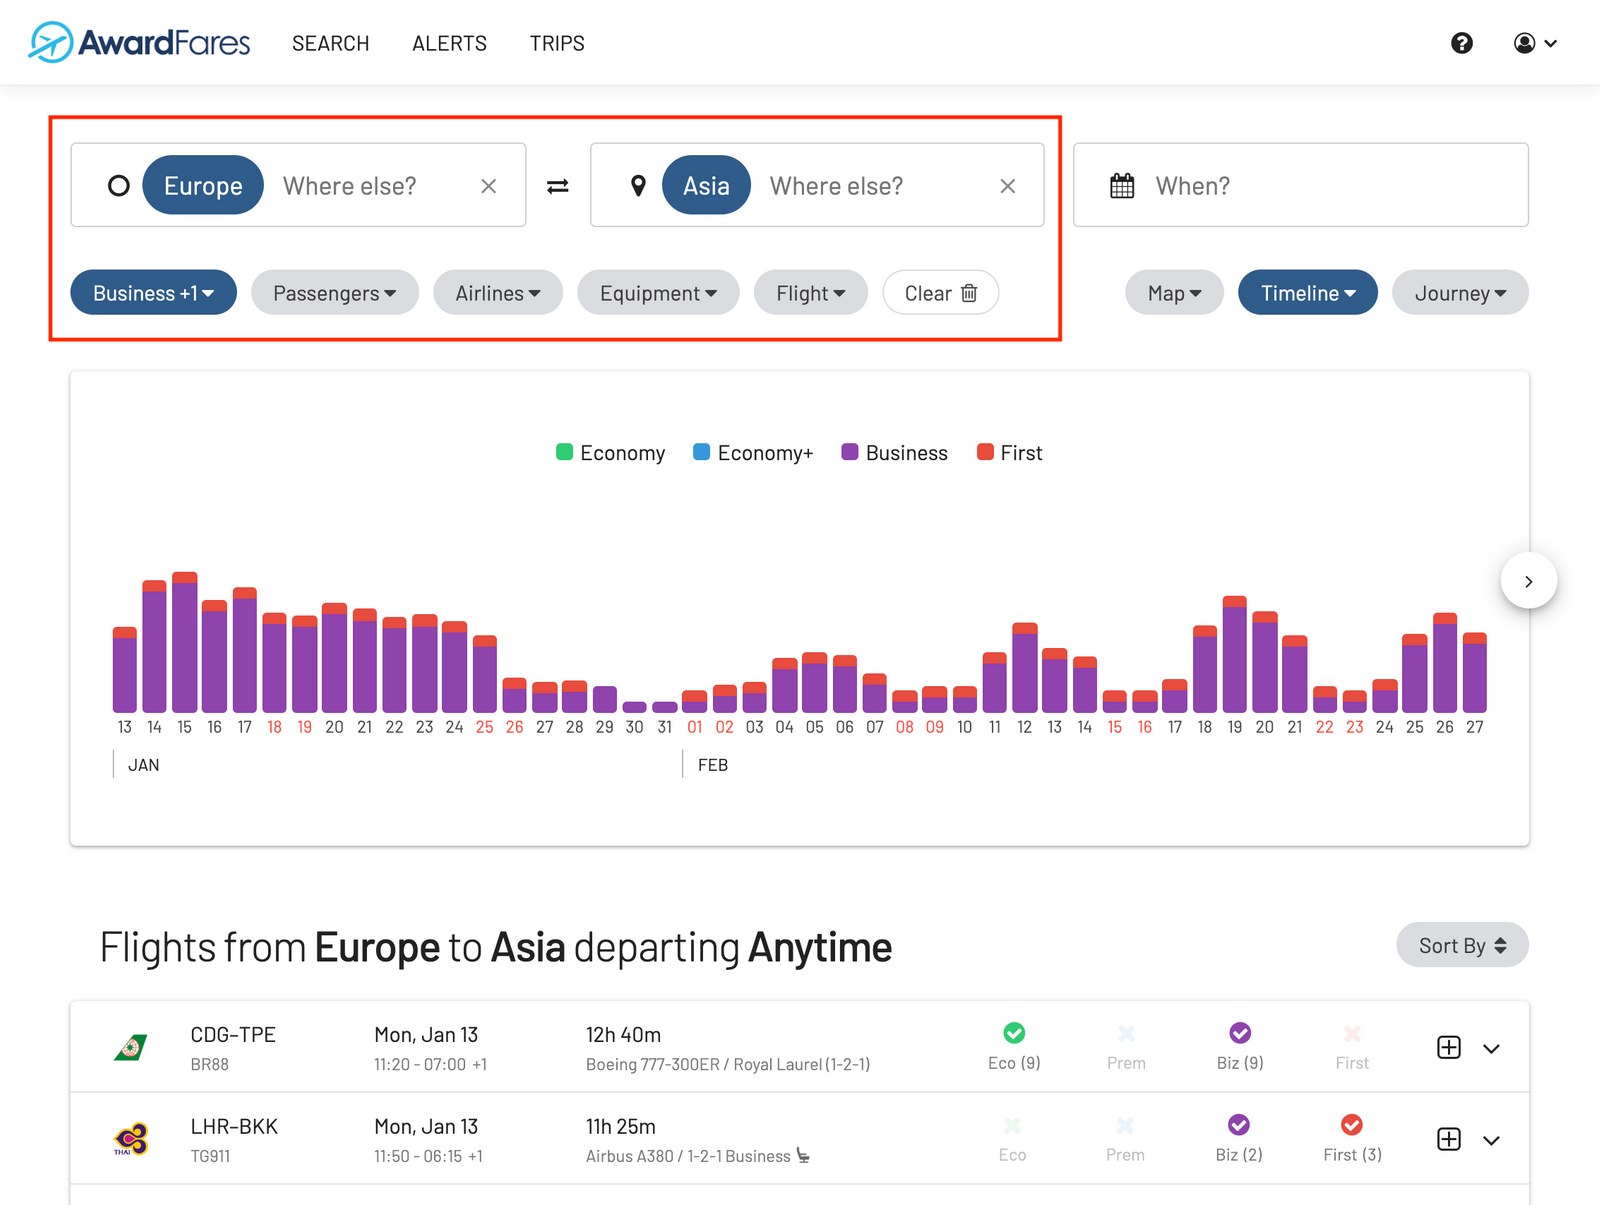 AwardFares SEARCH ALERTS TRIPS
Europe Where else? Asia Where else? When?
Business +1 Passengers Airlines Equipment Flight Clear Map Timeline Journey
Economy Economy+ Business First
13 14 15 16 17 18 19 20 21 22 23 24 25 26 27 28 29 30 31 01 02 03 04 05 06 07 08 09 10 11 12 13 14 15 16 17 18 19 20 21 22 23 24 25 26 27
JAN FEB
Flights from Europe to Asia departing Anytime Sort By
CDG–TPE Mon, Jan 13 12h 40m
BR88 11:20 - 07:00 +1 Boeing 777-300ER / Royal Laurel (1-2-1) Eco (9) Prem Biz (9) First
LHR–BKK Mon, Jan 13 11h 25m
THAI TG911 11:50 - 06:15 +1 Airbus A380 / 1-2-1 Business Eco Prem Biz (2) First (3)